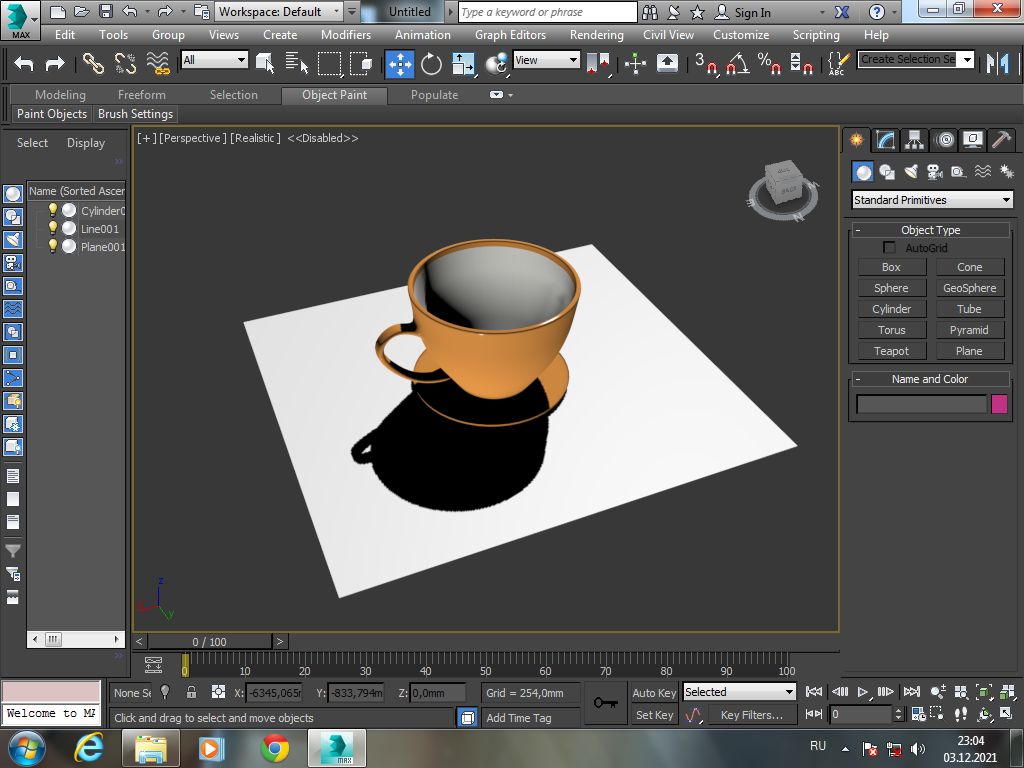 Workspace: Default
Untitled
Type a keyword or phrase
Sign In
MAX
Edit Tools Group Views Create Modifiers Animation Graph Editors Rendering Civil View Customize Scripting Help
All
View
3
%
ABC
Create Selection Se
Modeling Freeform Selection Object Paint Populate
Paint Objects Brush Settings
Select Display
[+] [Perspective] [Realistic] <<Disabled>>
Name (Sorted Ascen
Cylinder0
Line001
Plane001
BACK
N
Standard Primitives
- Object Type
AutoGrid
Box Cone
Sphere GeoSphere
Cylinder Tube
Torus Pyramid
Teapot Plane
- Name and Color
z
y
< 0 / 100 >
0 10 20 30 40 50 60 70 80 90 100
None Se X: -6345,065m Y: -833,794m Z: 0,0mm Grid = 254,0mm Auto Key Selected
Welcome to MA
Click and drag to select and move objects Add Time Tag Set Key Key Filters... 0
MAX
RU
23:04
03.12.2021